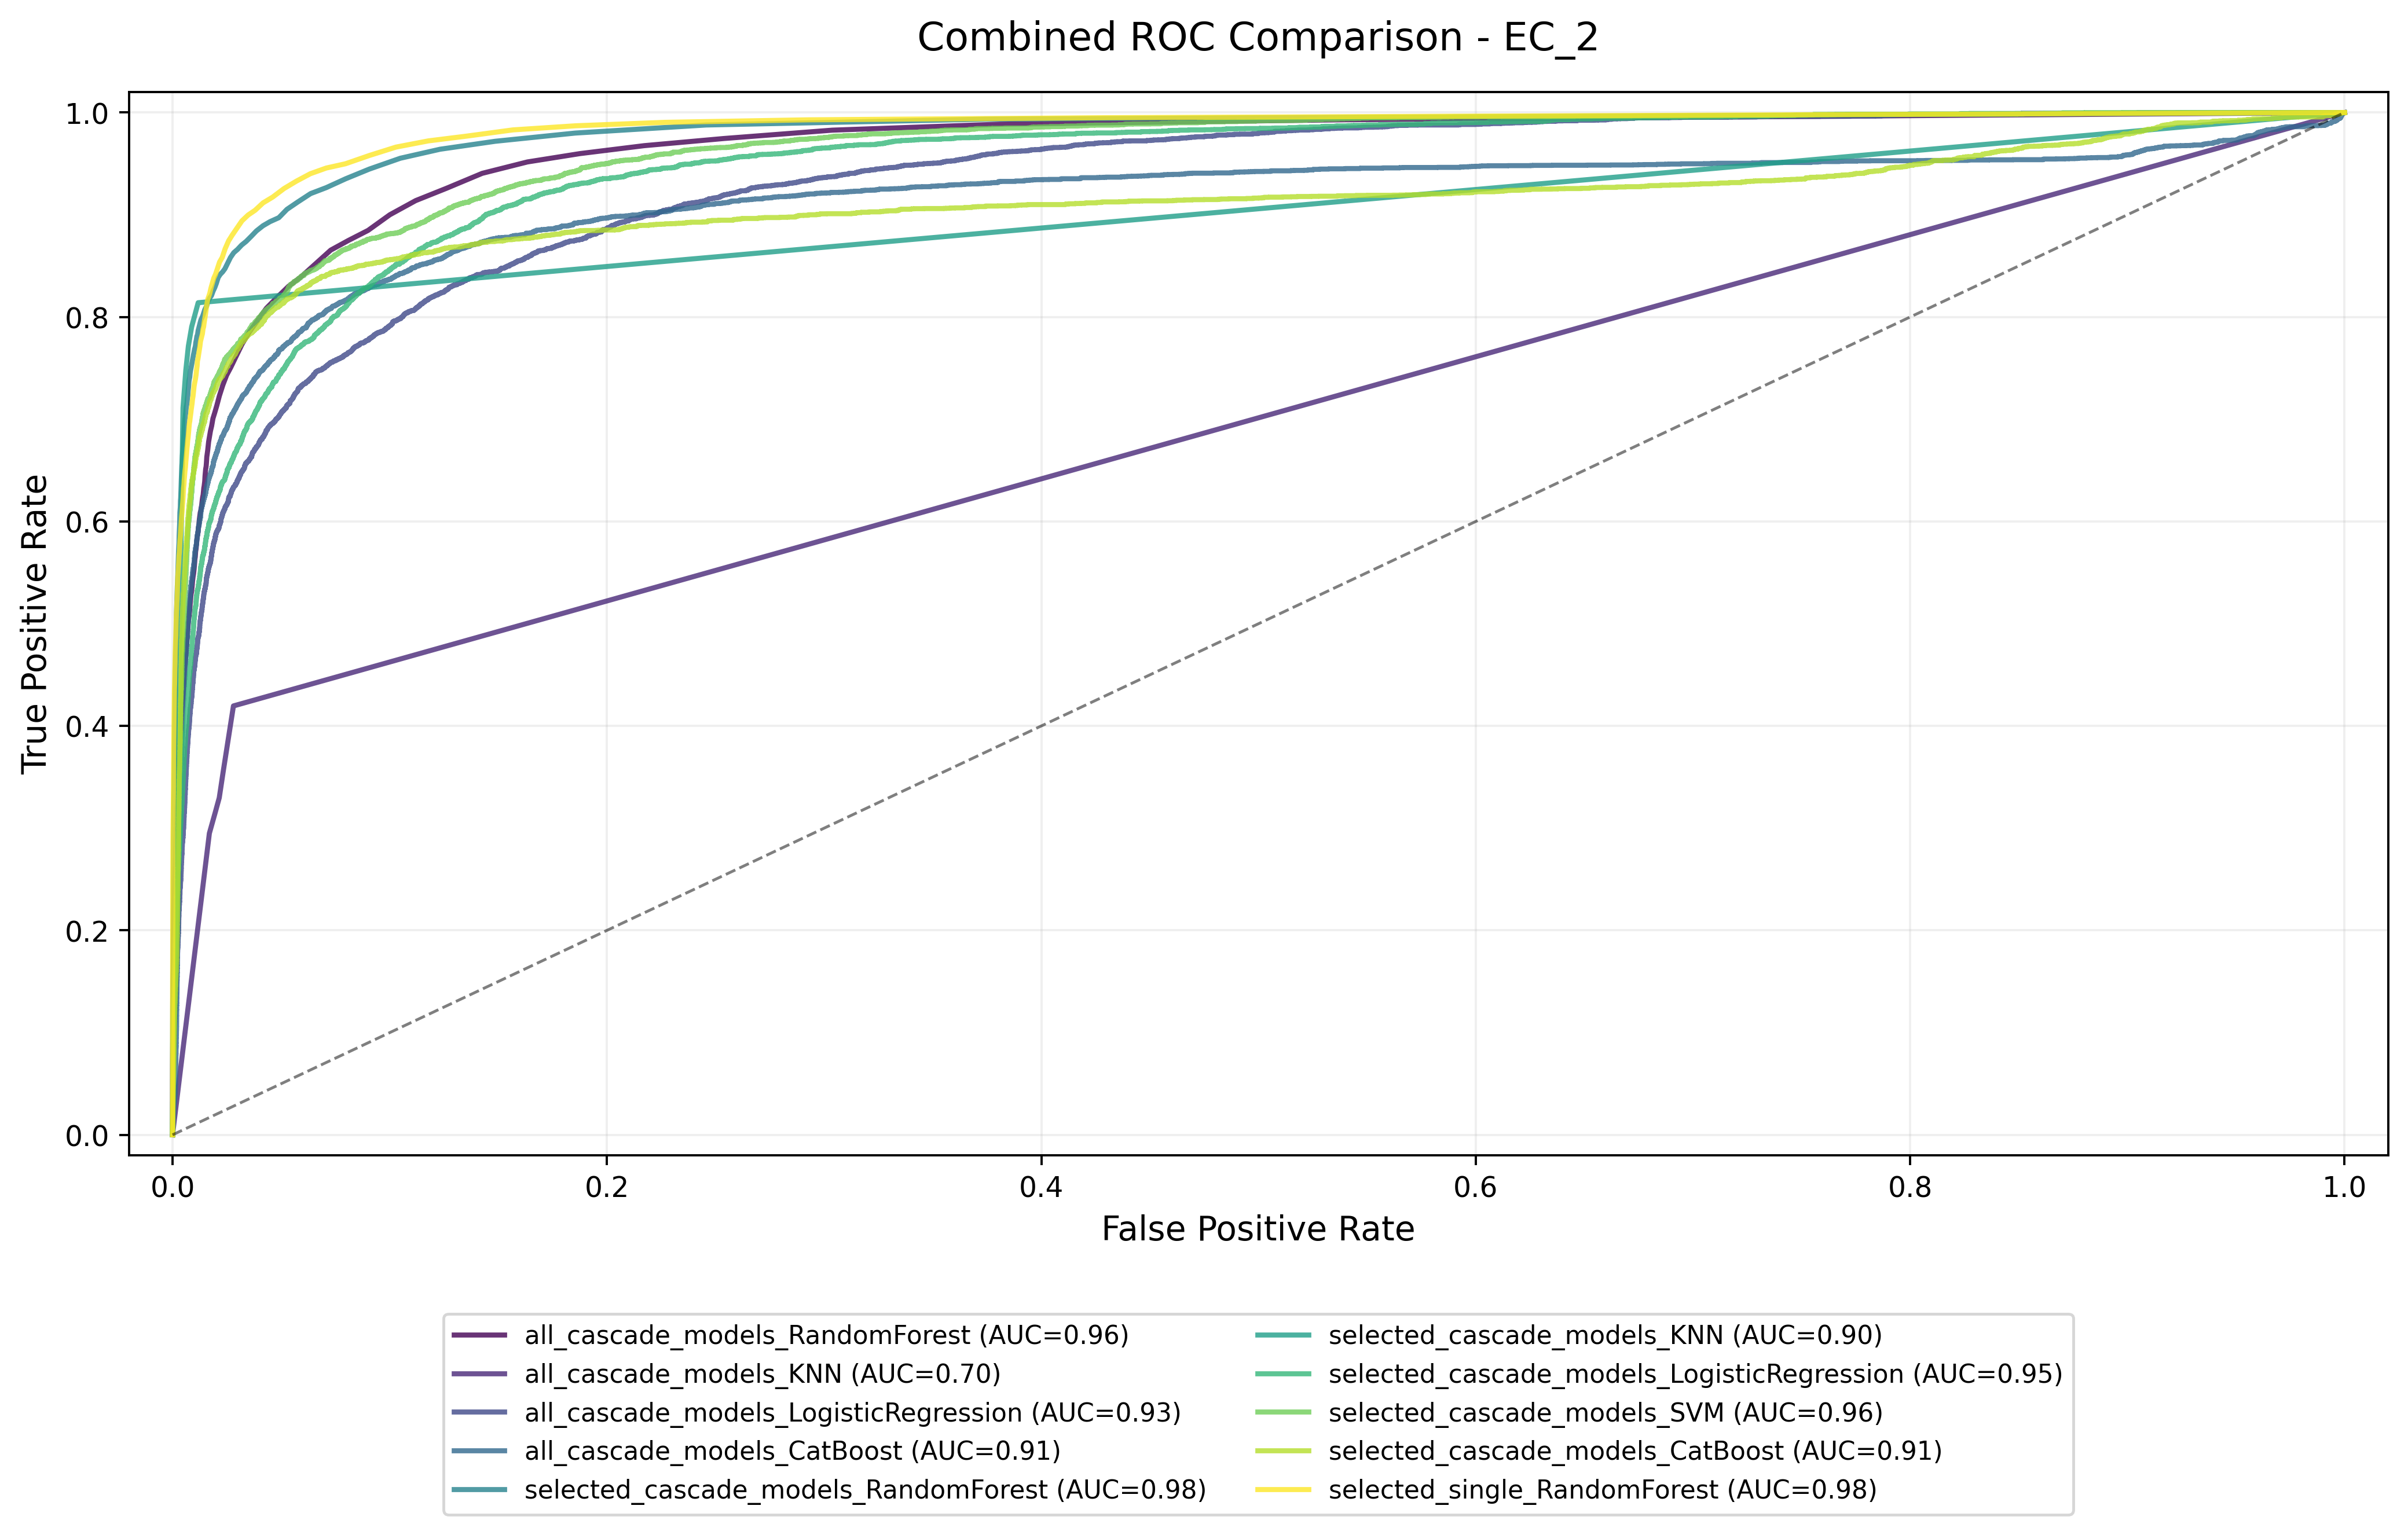 Combined ROC Comparison - EC_2
True Positive Rate
1.0
0.8
0.6
0.4
0.2
0.0
0.0 0.2 0.4 0.6 0.8 1.0
False Positive Rate
all_cascade_models_RandomForest (AUC=0.96)
all_cascade_models_KNN (AUC=0.70)
all_cascade_models_LogisticRegression (AUC=0.93)
all_cascade_models_CatBoost (AUC=0.91)
selected_cascade_models_RandomForest (AUC=0.98)
selected_cascade_models_KNN (AUC=0.90)
selected_cascade_models_LogisticRegression (AUC=0.95)
selected_cascade_models_SVM (AUC=0.96)
selected_cascade_models_CatBoost (AUC=0.91)
selected_single_RandomForest (AUC=0.98)